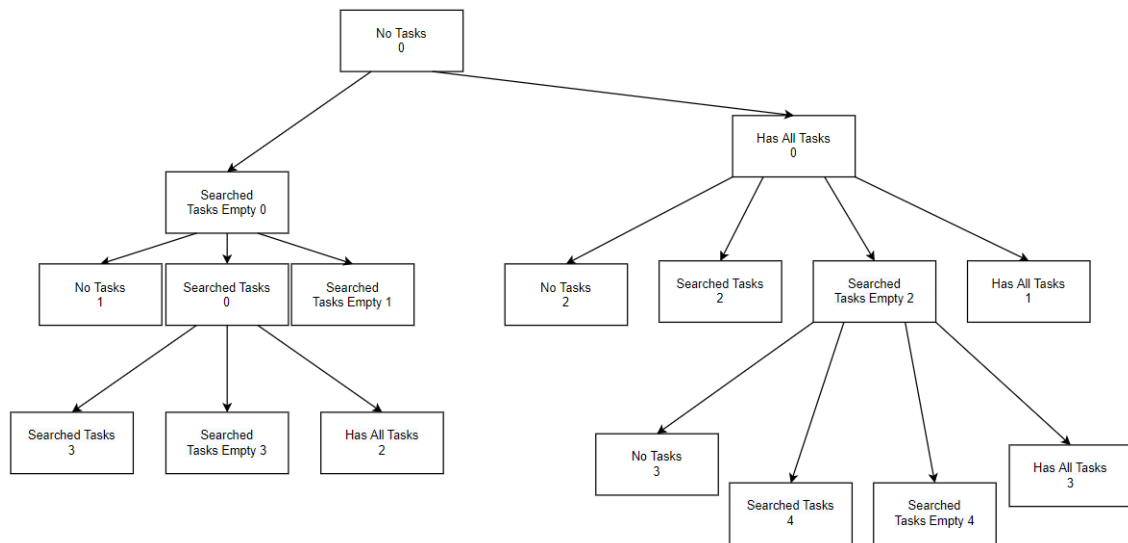 No Tasks
0
Has All Tasks
0
Searched
Tasks Empty 0
No Tasks
1
Searched Tasks
0
Searched
Tasks Empty 1
No Tasks
2
Searched Tasks
2
Searched
Tasks Empty 2
Has All Tasks
1
Searched Tasks
3
Searched
Tasks Empty 3
Has All Tasks
2
No Tasks
3
Searched Tasks
4
Searched
Tasks Empty 4
Has All Tasks
3